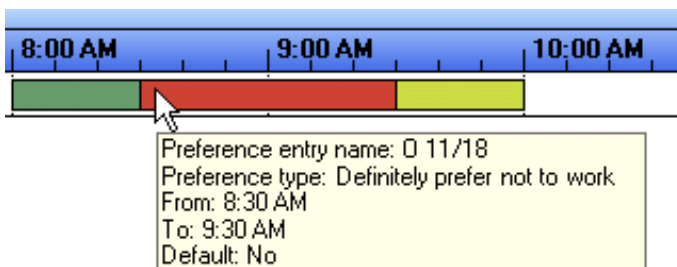 8:00 AM 9:00 AM 10:00 AM
Preference entry name: O 11/18
Preference type: Definitely prefer not to work
From: 8:30 AM
To: 9:30 AM
Default: No